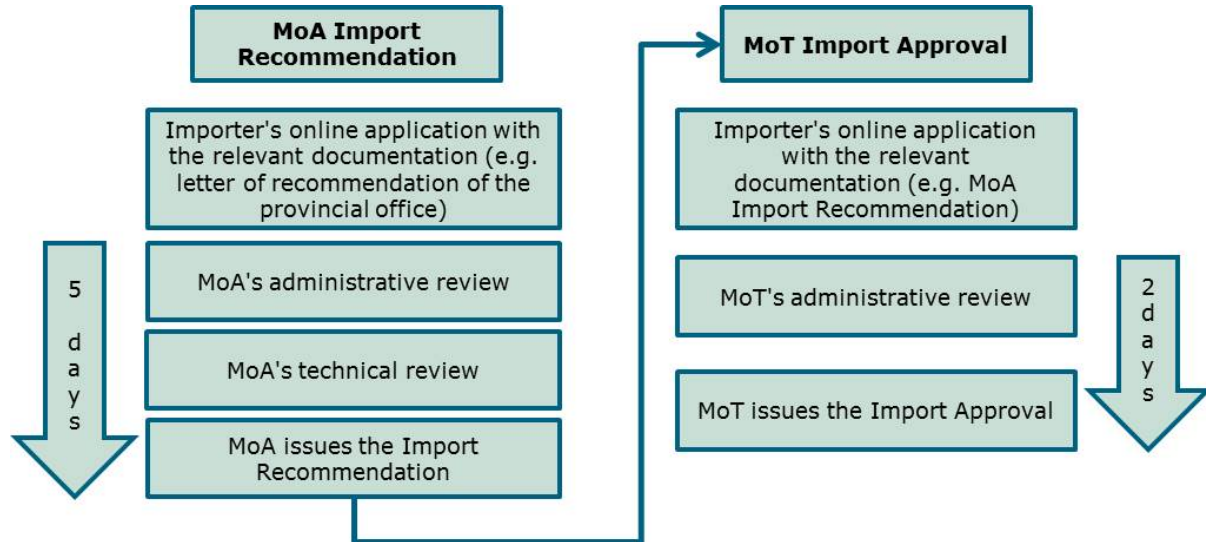 MoA Import
Recommendation
Importer's online application with
the relevant documentation (e.g.
letter of recommendation of the
provincial office)
5
d
a
y
s
MoA's administrative review
MoA's technical review
MoA issues the Import
Recommendation
MoT Import Approval
Importer's online application
with the relevant
documentation (e.g. MoA
Import Recommendation)
MoT's administrative review
MoT issues the Import Approval
2
d
a
y
s